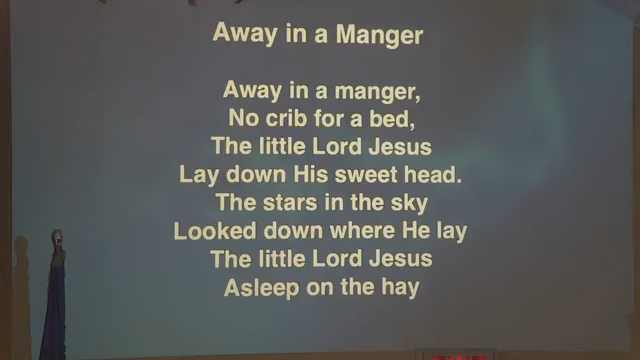 Away in a Manger
Away in a manger,
No crib for a bed,
The little Lord Jesus
Lay down His sweet head.
The stars in the sky
Looked down where He lay
The little Lord Jesus
Asleep on the hay